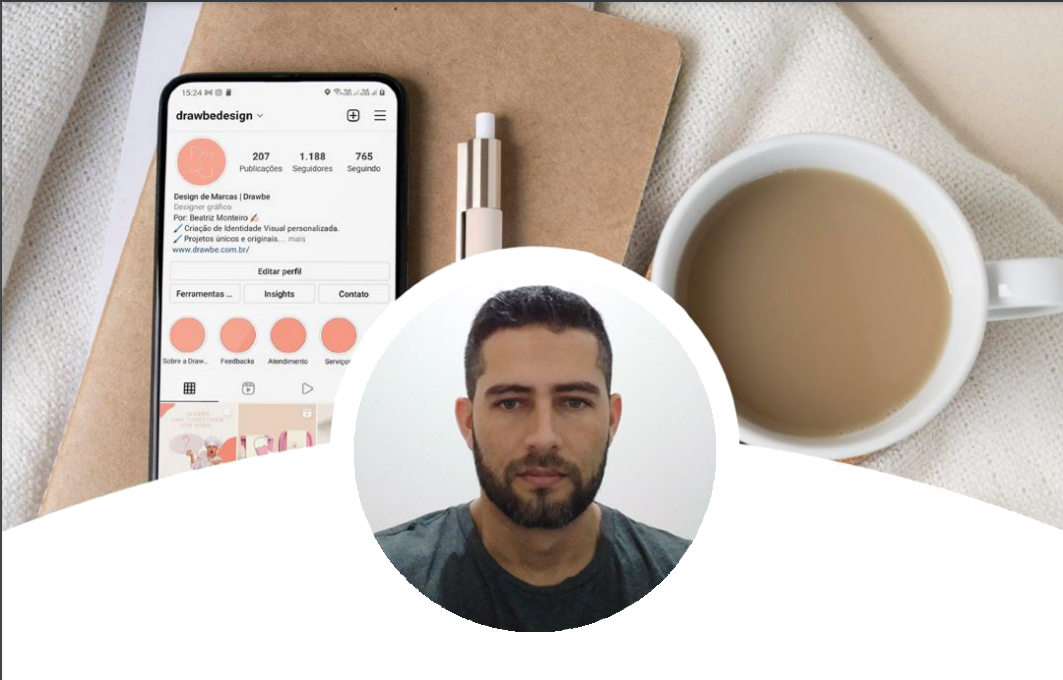 15:24
drawbedesign
207 1.188 765
Publicações Seguidores Seguindo
Design de Marcas | Drawbe
Designer gráfico
Por: Beatriz Monteiro
Criação de Identidade Visual personalizada.
Projetos únicos e originais... mais
www.drawbe.com.br/
Editar perfil
Ferramentas ... Insights Contato
Sobre a Draw... Feedbacks Atendimento Serviços